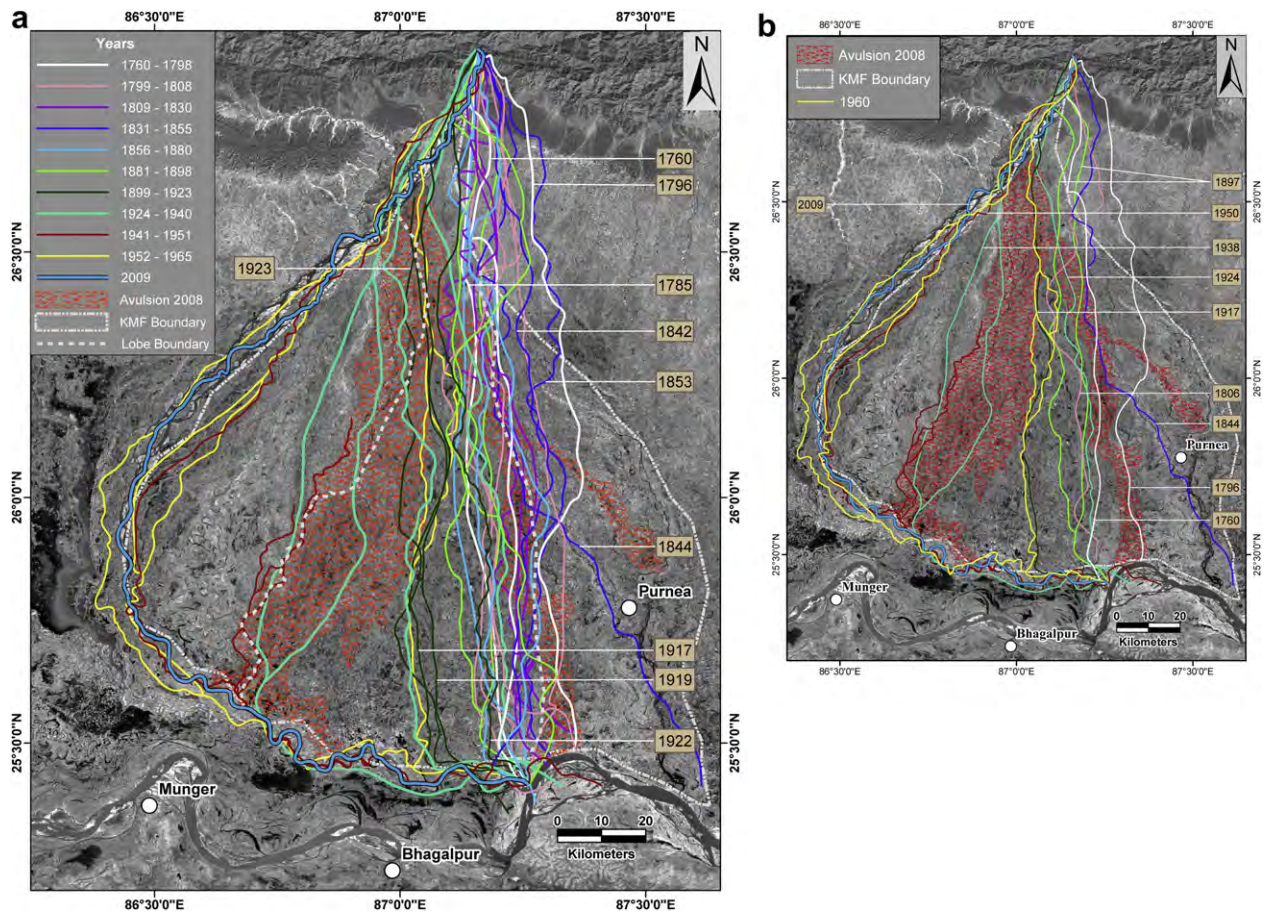 a
86°30'0"E
87°00'0"E
87°30'0"E
Years
1760 - 1798
1799 - 1808
1809 - 1830
1831 - 1855
1856 - 1880
1881 - 1898
1899 - 1923
1924 - 1940
1941 - 1951
1952 - 1965
2009
Avulsion 2008
KMF Boundary
Lobe Boundary
N
1760
1796
1923
1785
1842
1853
1844
Purnea
1917
1919
1922
Munger
Bhagalpur
0 10 20
Kilometers
26°30'0"N
26°0'0"N
25°30'0"N
26°30'0"N
26°0'0"N
25°30'0"N
86°30'0"E
87°0'0"E
87°30'0"E
b
86°30'0"E
87°0'0"E
87°30'0"E
Avulsion 2008
KMF Boundary
1960
N
1897
2009
1950
1938
1924
1917
1806
1844
Purnea
1796
1760
Munger
Bhagalpur
0 10 20
Kilometers
26°30'0"N
26°0'0"N
25°30'0"N
26°30'0"N
26°0'0"N
25°30'0"N
86°30'0"E
87°0'0"E
87°30'0"E